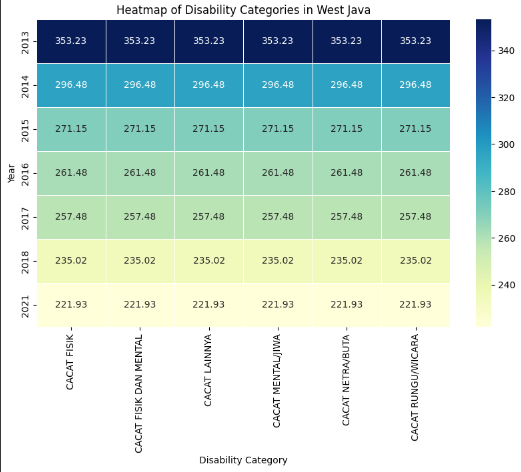 Heatmap of Disability Categories in West Java
2013 353.23 353.23 353.23 353.23 353.23 353.23
2014 296.48 296.48 296.48 296.48 296.48 296.48
2015 271.15 271.15 271.15 271.15 271.15 271.15
2016 261.48 261.48 261.48 261.48 261.48 261.48
2017 257.48 257.48 257.48 257.48 257.48 257.48
2018 235.02 235.02 235.02 235.02 235.02 235.02
2021 221.93 221.93 221.93 221.93 221.93 221.93
Year
CACAT FISIK
CACAT FISIK DAN MENTAL
CACAT LAINNYA
CACAT MENTAL/JIWA
CACAT NETRA/BUTA
CACAT RUNGU/WICARA
Disability Category
340
320
300
280
260
240